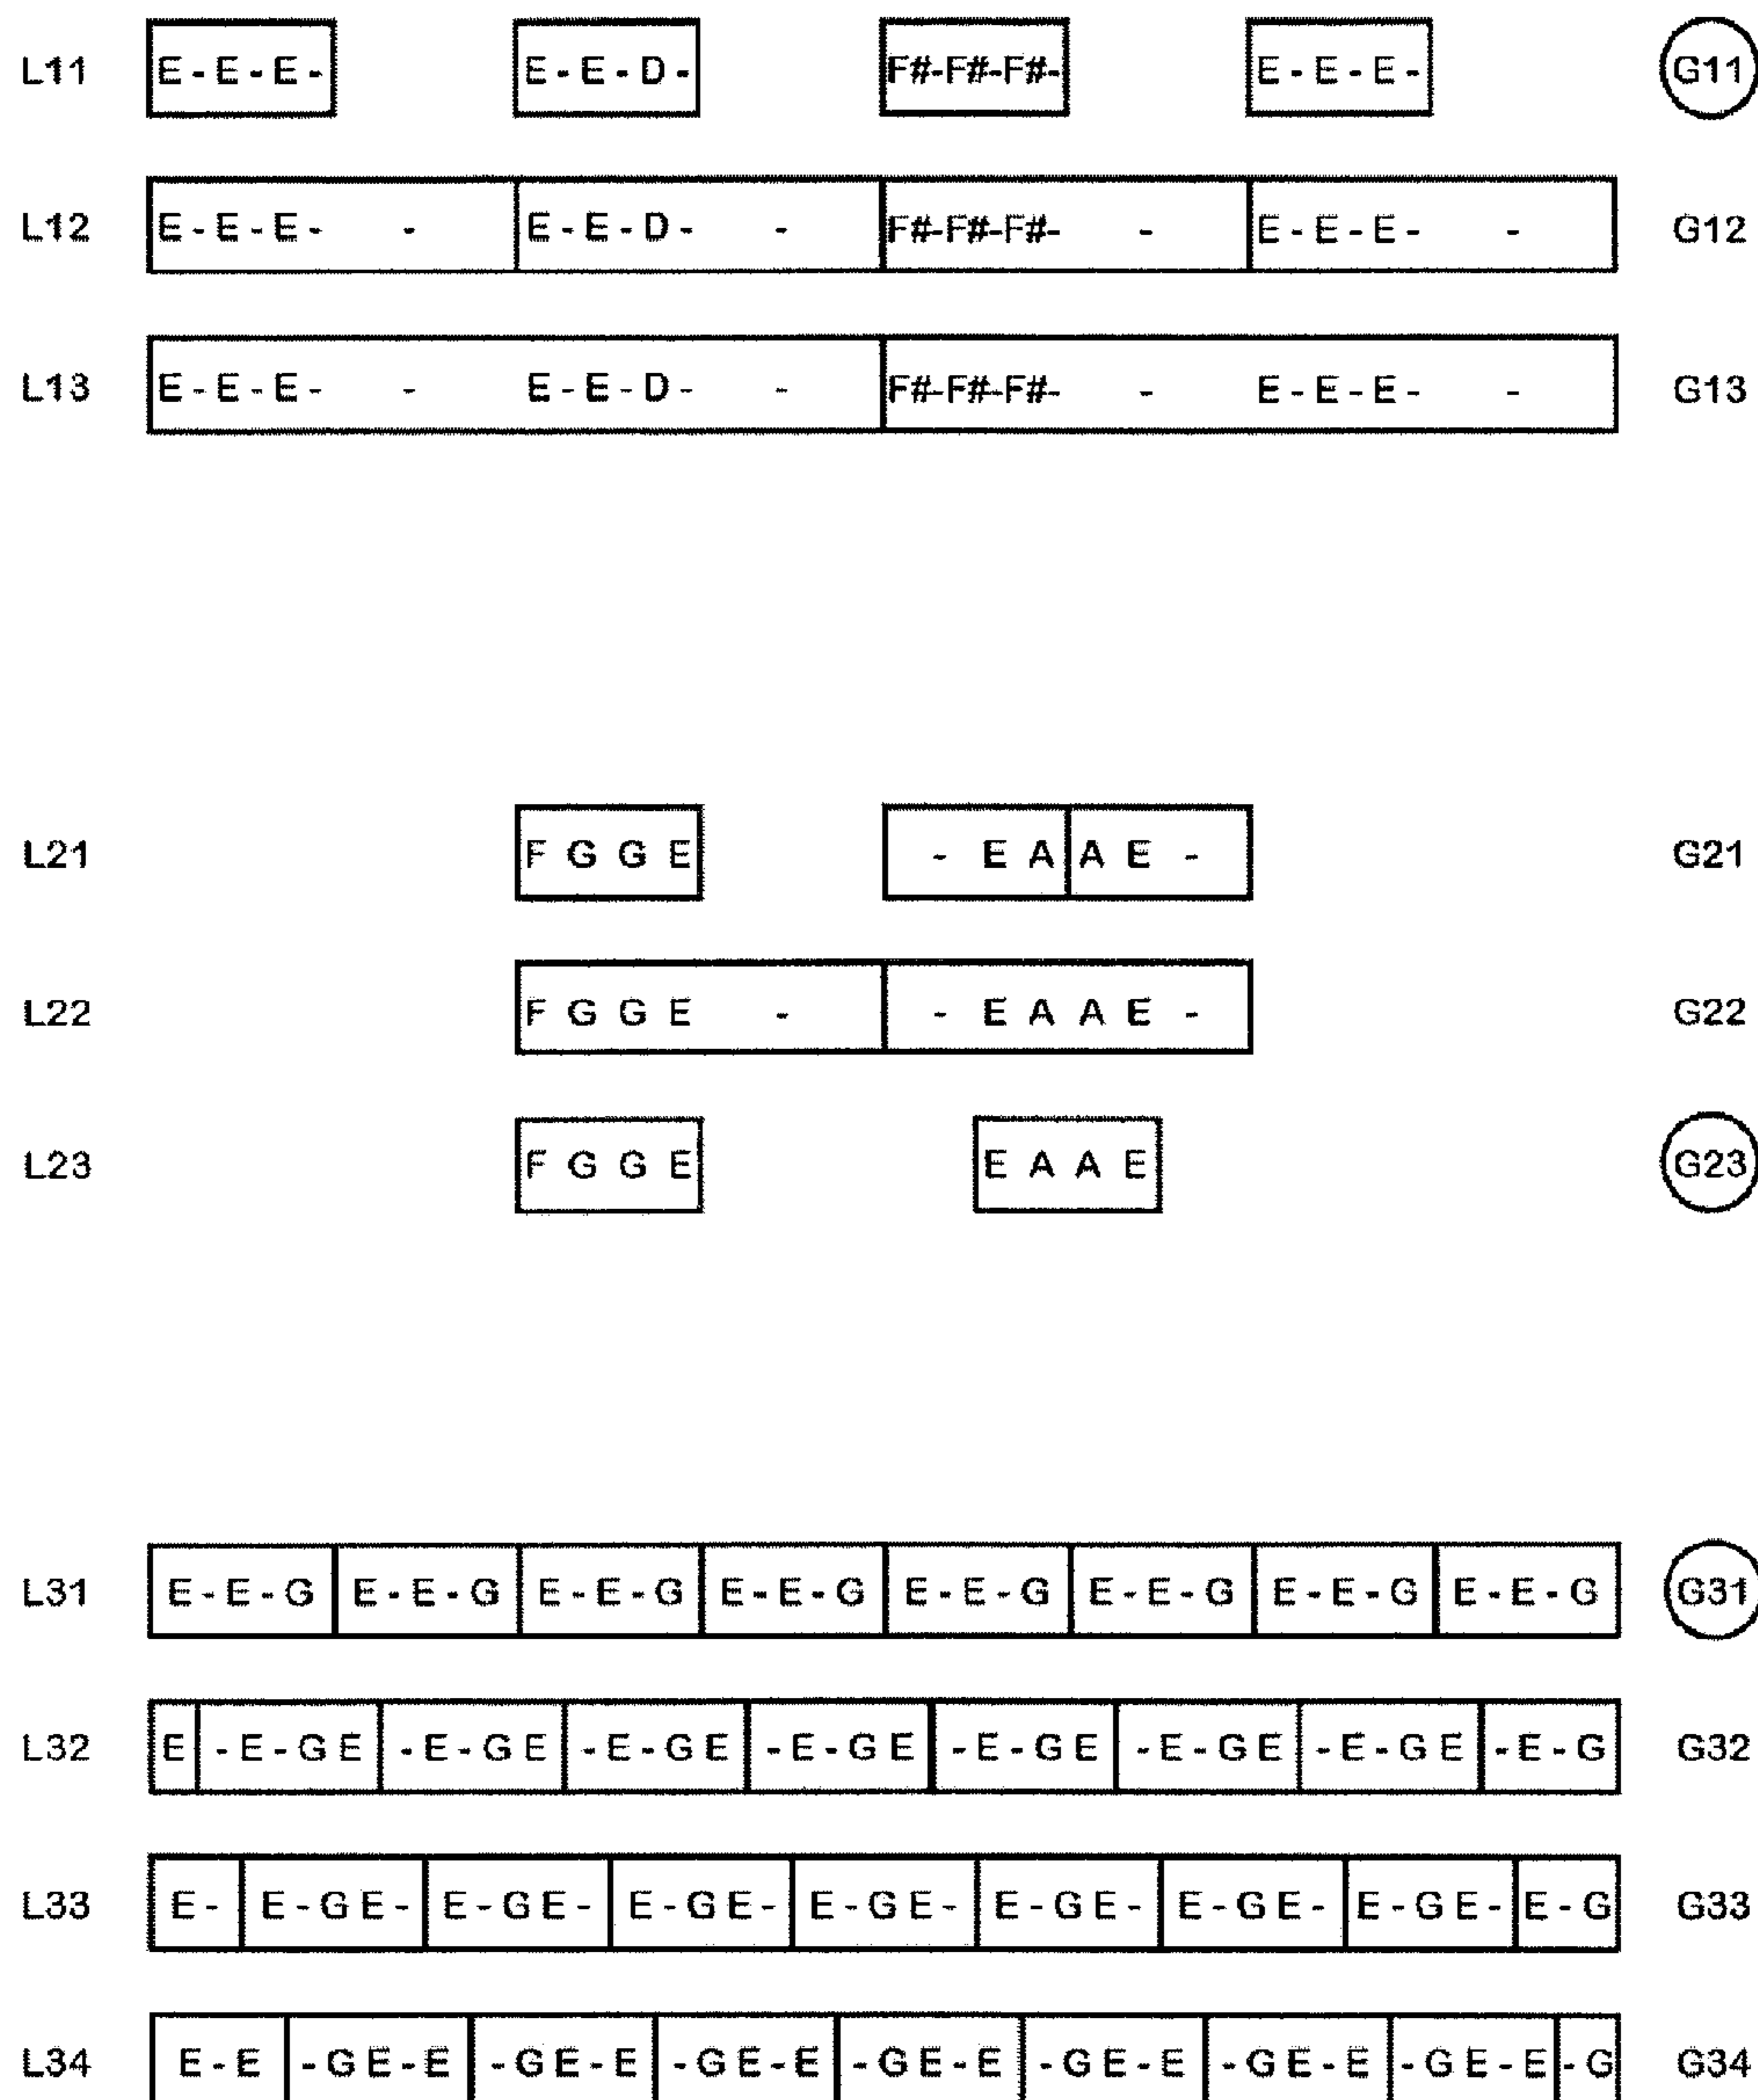 L11 E-E-E- E-E-D- F#-F#-F#- E-E-E- G11
L12 E-E-E- - E-E-D- - F#-F#-F#- - E-E-E- - G12
L13 E-E-E- - E-E-D- - F#-F#-F#- - E-E-E- - G13
L21 F G G E - E A A E - G21
L22 F G G E - - E A A E - G22
L23 F G G E E A A E G23
L31 E-E-G E-E-G E-E-G E-E-G E-E-G E-E-G E-E-G E-E-G G31
L32 E -E-GE -E-GE -E-GE -E-GE -E-GE -E-GE -E-GE -E-G G32
L33 E- E-GE- E-GE- E-GE- E-GE- E-GE- E-GE- E-GE- E-G G33
L34 E-E -GE-E -GE-E -GE-E -GE-E -GE-E -GE-E -GE-E -G G34